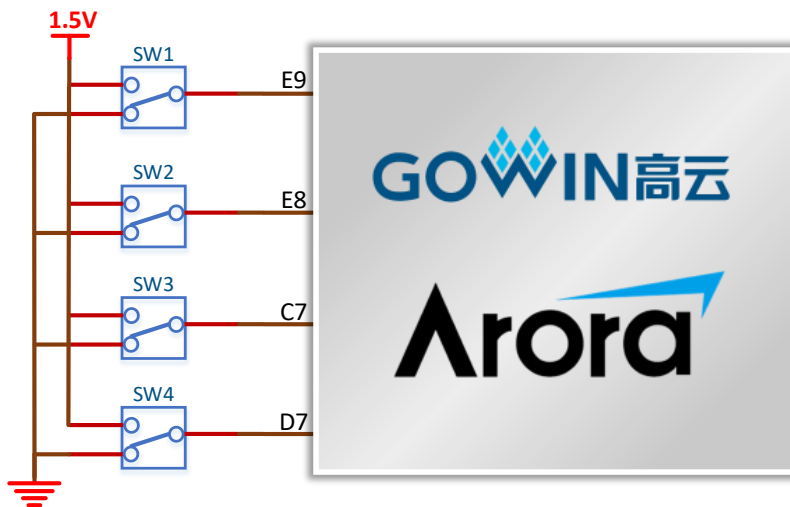 1.5V
SW1
E9
SW2
E8
SW3
C7
SW4
D7
GOWIN高云
Arora